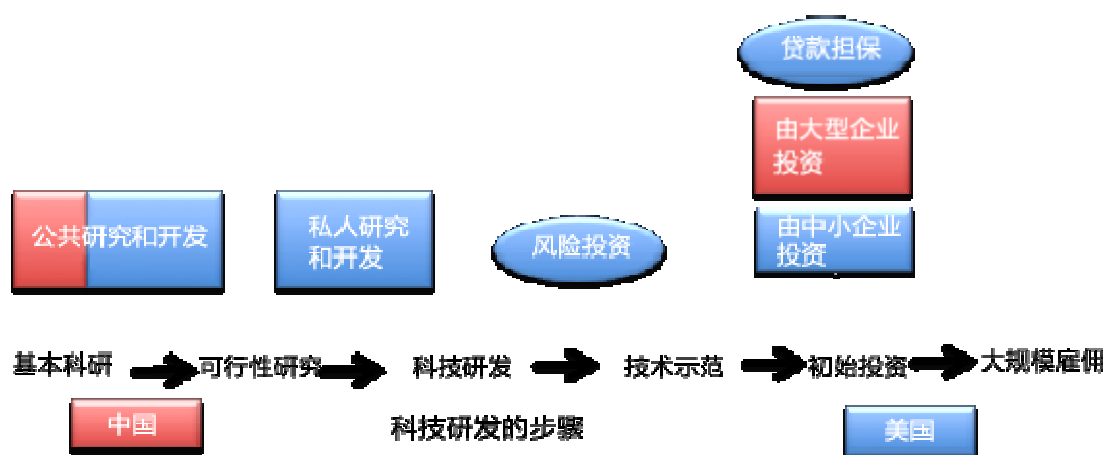 贷款担保
由大型企业
投资
由中小企业
投资
公共研究和开发
私人研究
和开发
风险投资
基本科研
可行性研究
科技研发
技术示范
初始投资
大规模雇佣
中国
科技研发的步骤
美国